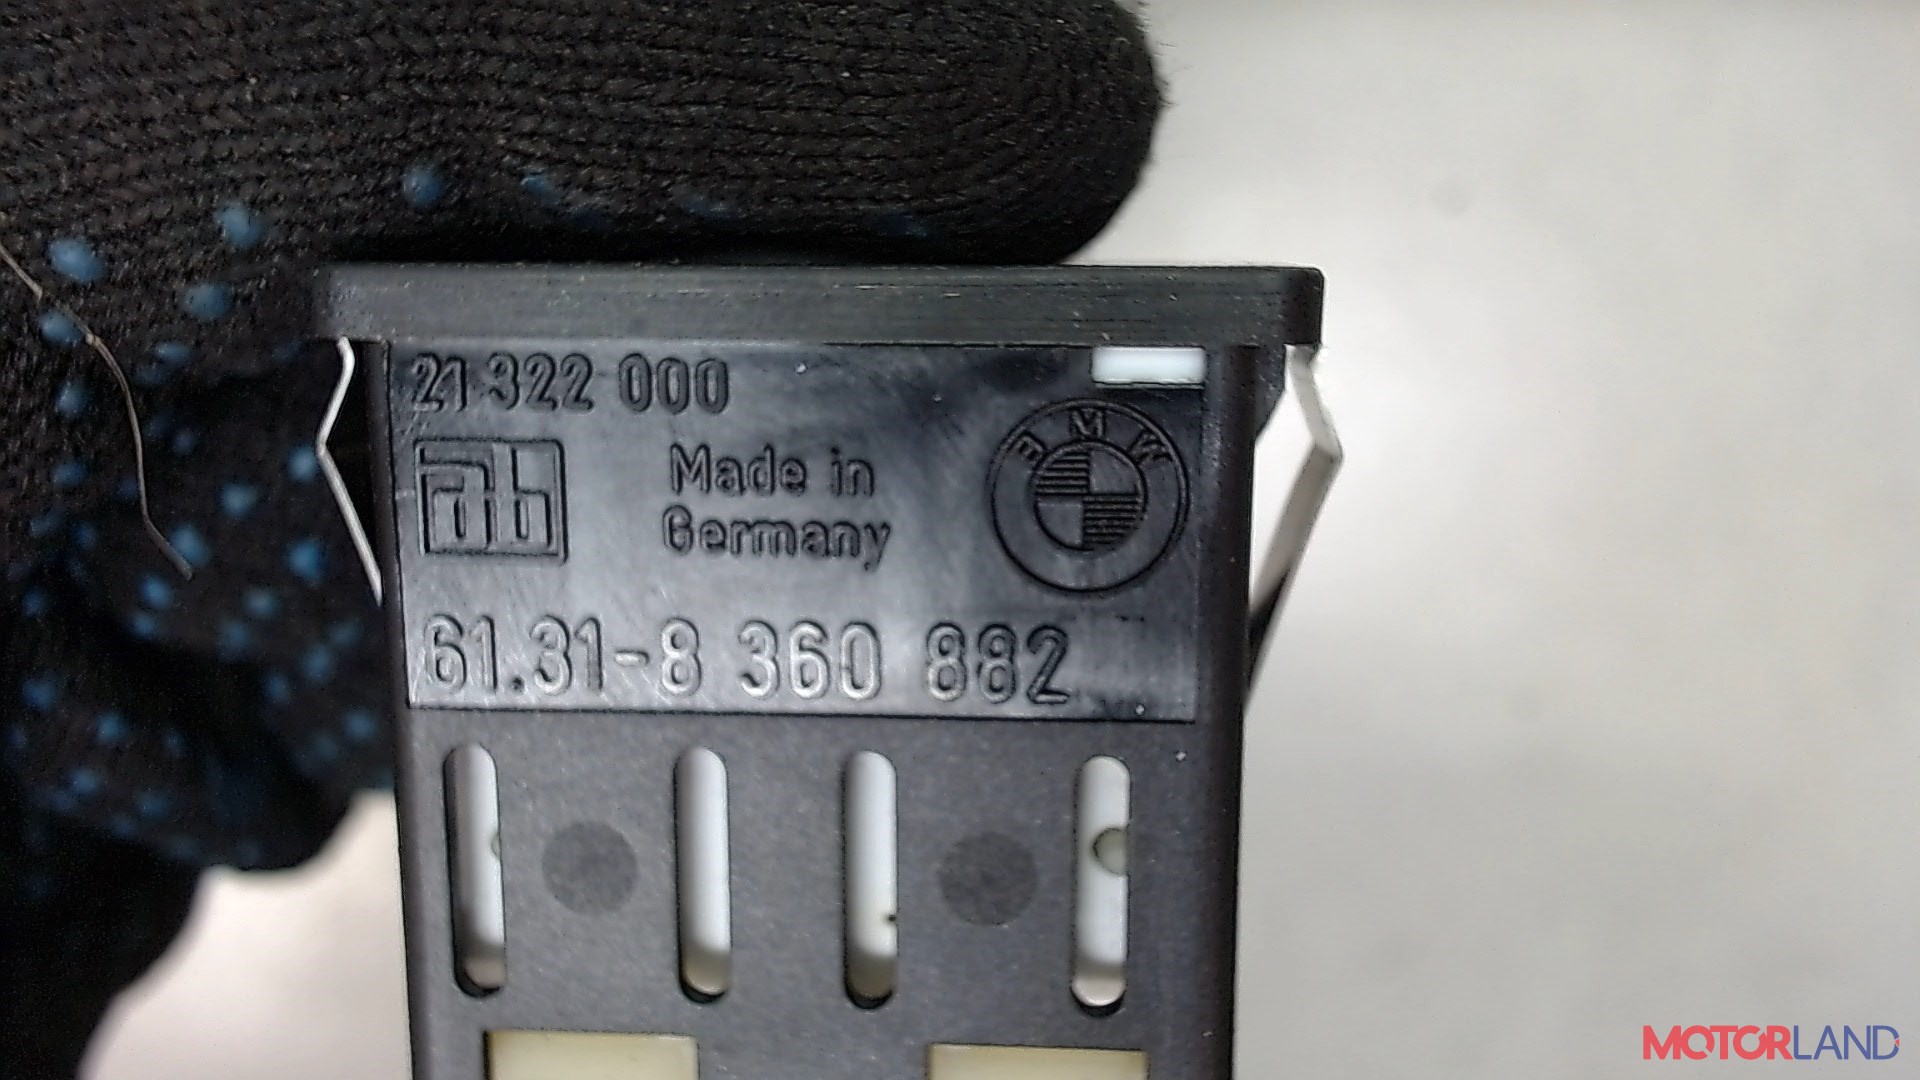 21 322 000
ab
Made in
Germany
BMW
61.31-8 360 882
MOTORLAND